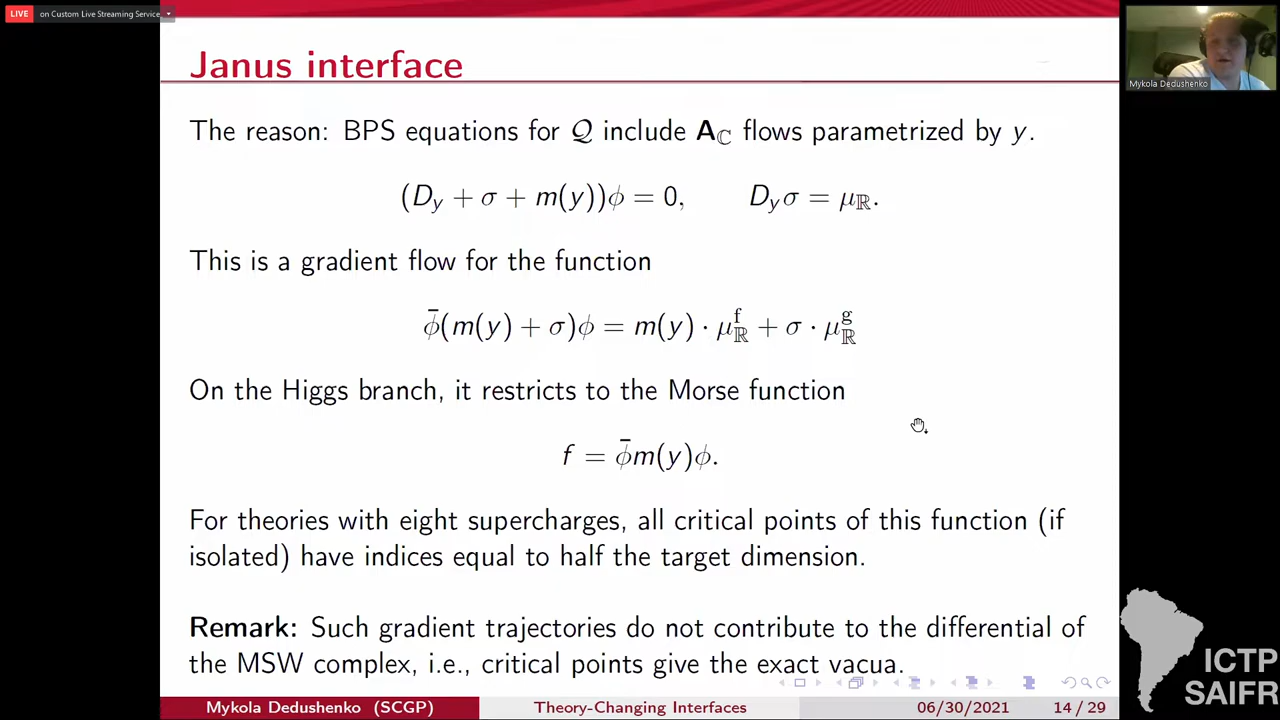 LIVE on Custom Live Streaming Service
Janus interface
Mykola Dedushenko
The reason: BPS equations for 𝒬 include A_ℂ flows parametrized by y.
(D_y + σ + m(y))ϕ = 0, D_yσ = μ_ℝ.
This is a gradient flow for the function
ϕ̄(m(y) + σ)ϕ = m(y) · μ_ℝ^f + σ · μ_ℝ^g
On the Higgs branch, it restricts to the Morse function
f = ϕ̄m(y)ϕ.
For theories with eight supercharges, all critical points of this function (if
isolated) have indices equal to half the target dimension.
Remark: Such gradient trajectories do not contribute to the differential of
the MSW complex, i.e., critical points give the exact vacua.
ICTP
SAIFR
Mykola Dedushenko (SCGP) Theory-Changing Interfaces 06/30/2021 14 / 29